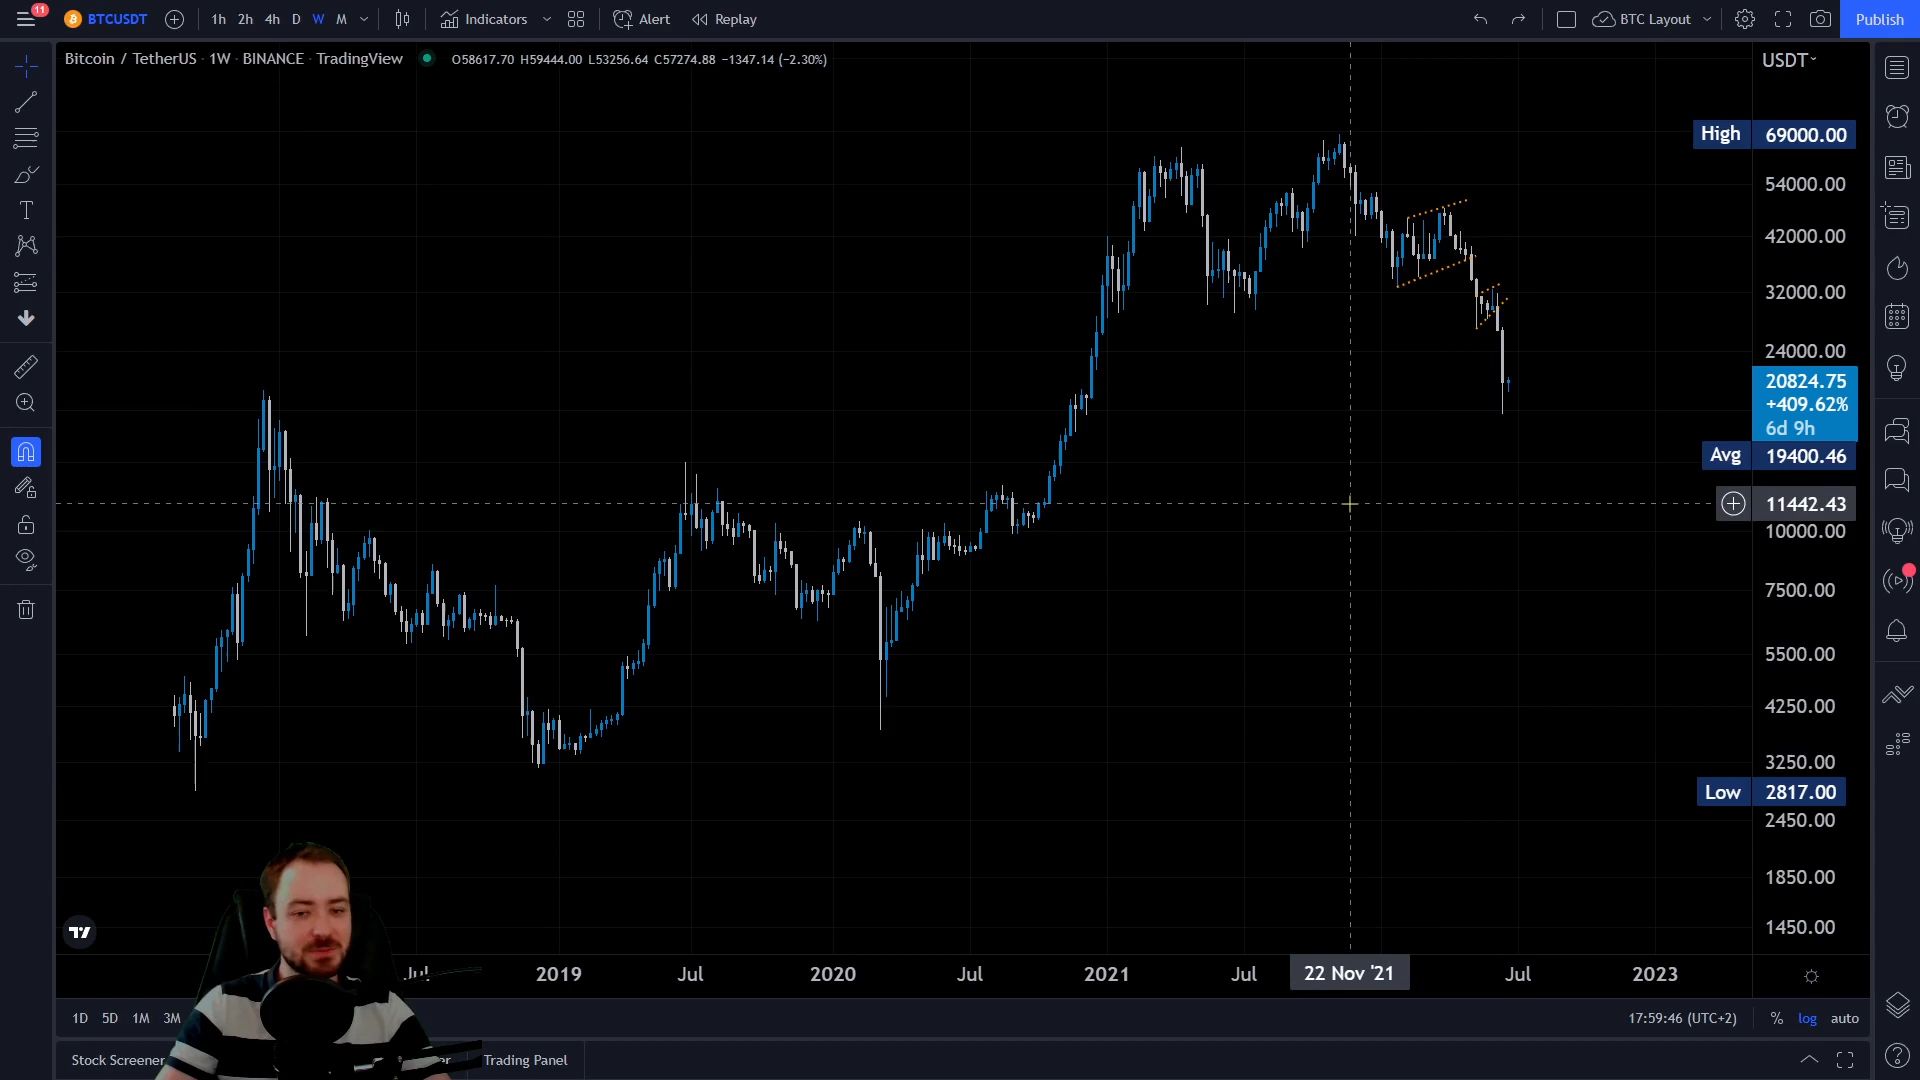 11
BTCUSDT
1h 2h 4h D W M
Indicators
Alert
Replay
BTC Layout
Publish
Bitcoin / TetherUS · 1W · BINANCE · TradingView
O58617.70 H59444.00 L53256.64 C57274.88 −1347.14 (−2.30%)
USDT
High 69000.00
54000.00
42000.00
32000.00
24000.00
20824.75
+409.62%
6d 9h
Avg 19400.46
11442.43
10000.00
7500.00
5500.00
4250.00
3250.00
Low 2817.00
2450.00
1850.00
1450.00
Jul 2019 Jul 2020 Jul 2021 Jul 22 Nov '21 Jul 2023
1D 5D 1M 3M
17:59:46 (UTC+2) % log auto
Stock Screener
Trading Panel